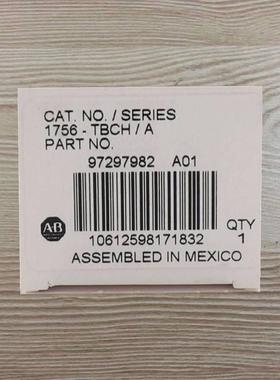 CAT. NO. / SERIES
1756 - TBCH / A
PART NO.
97297982 A01
AB
QTY
10612598171832 1
ASSEMBLED IN MEXICO